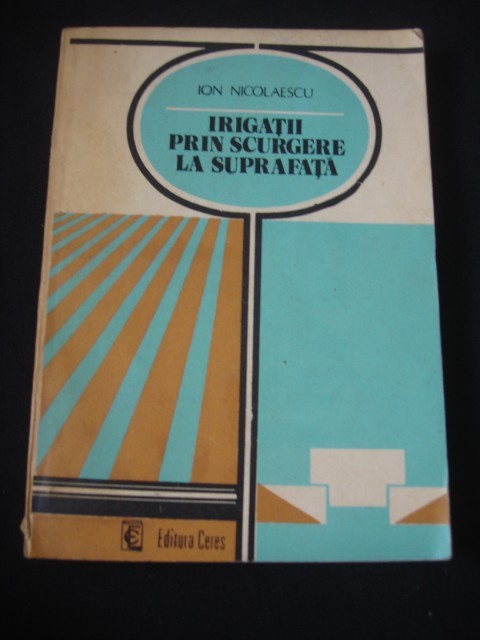 ION NICOLAESCU
IRIGAȚII
PRIN SCURGERE
LA SUPRAFAȚĂ
Editura Ceres